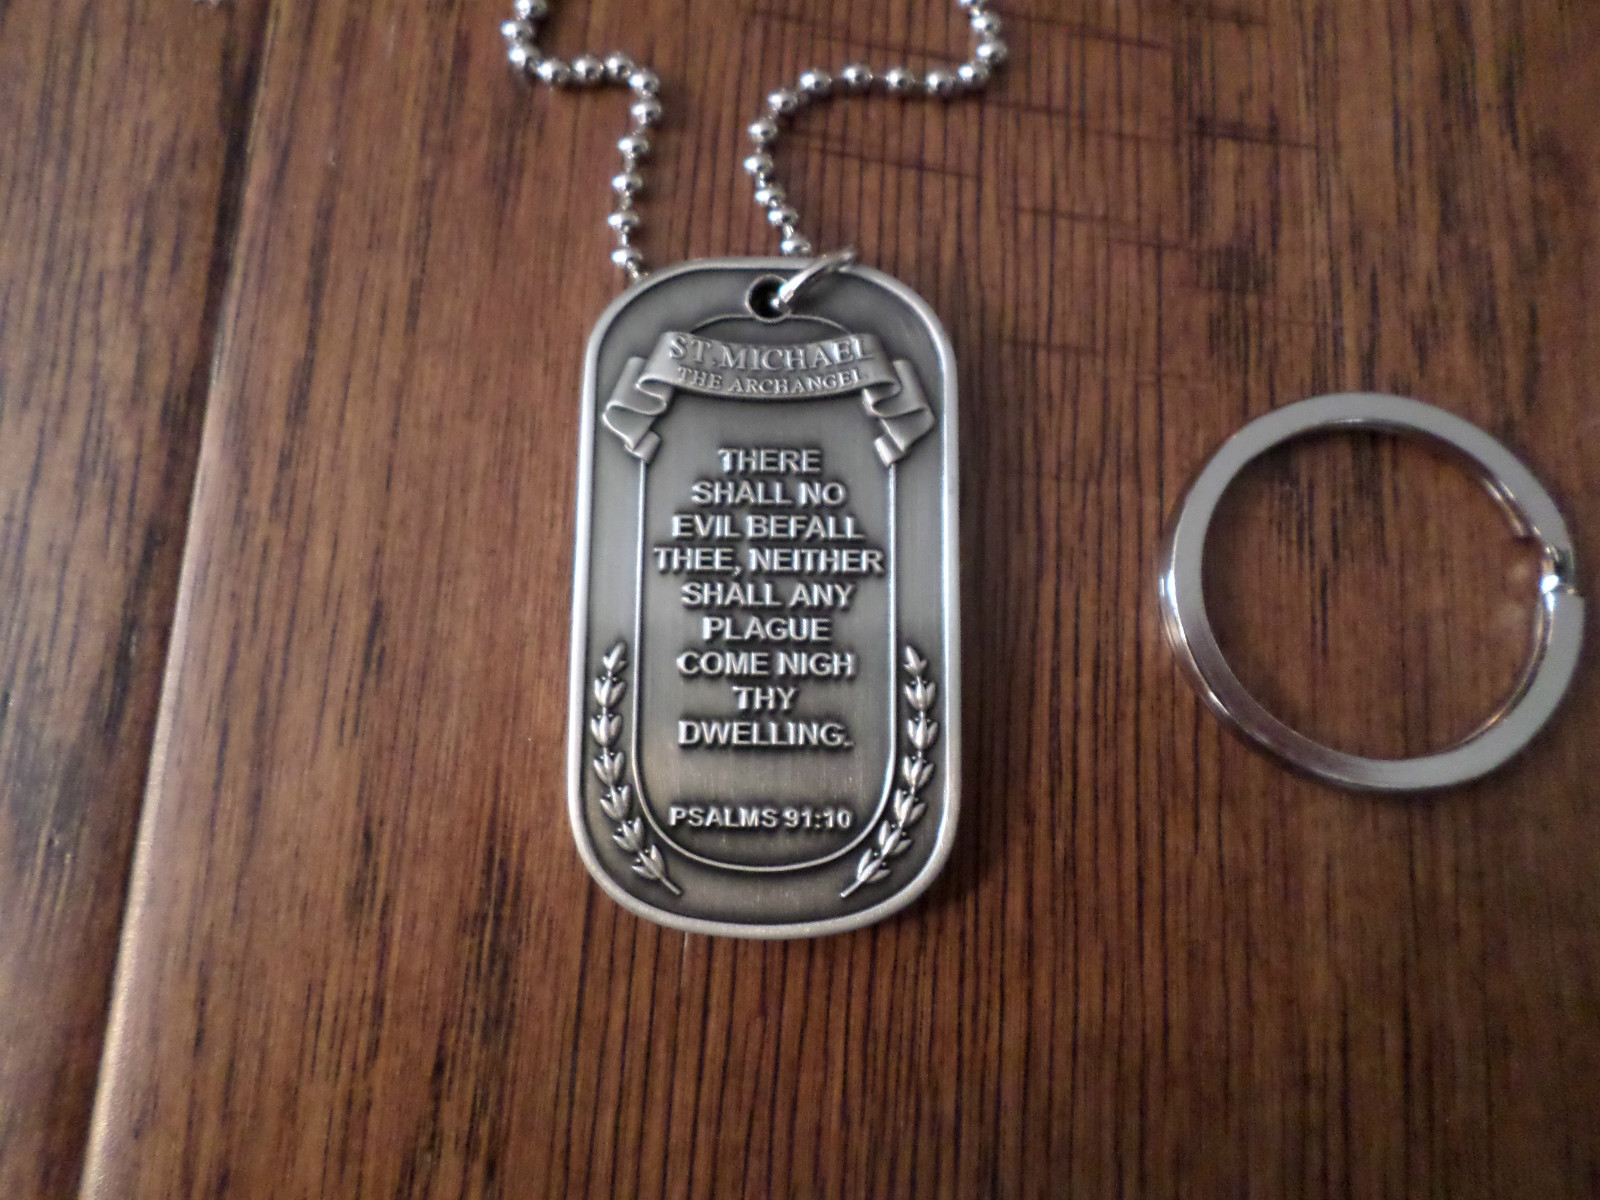 ST. MICHAEL
THE ARCHANGEL
THERE
SHALL NO
EVIL BEFALL
THEE, NEITHER
SHALL ANY
PLAGUE
COME NIGH
THY
DWELLING.
PSALMS 91:10